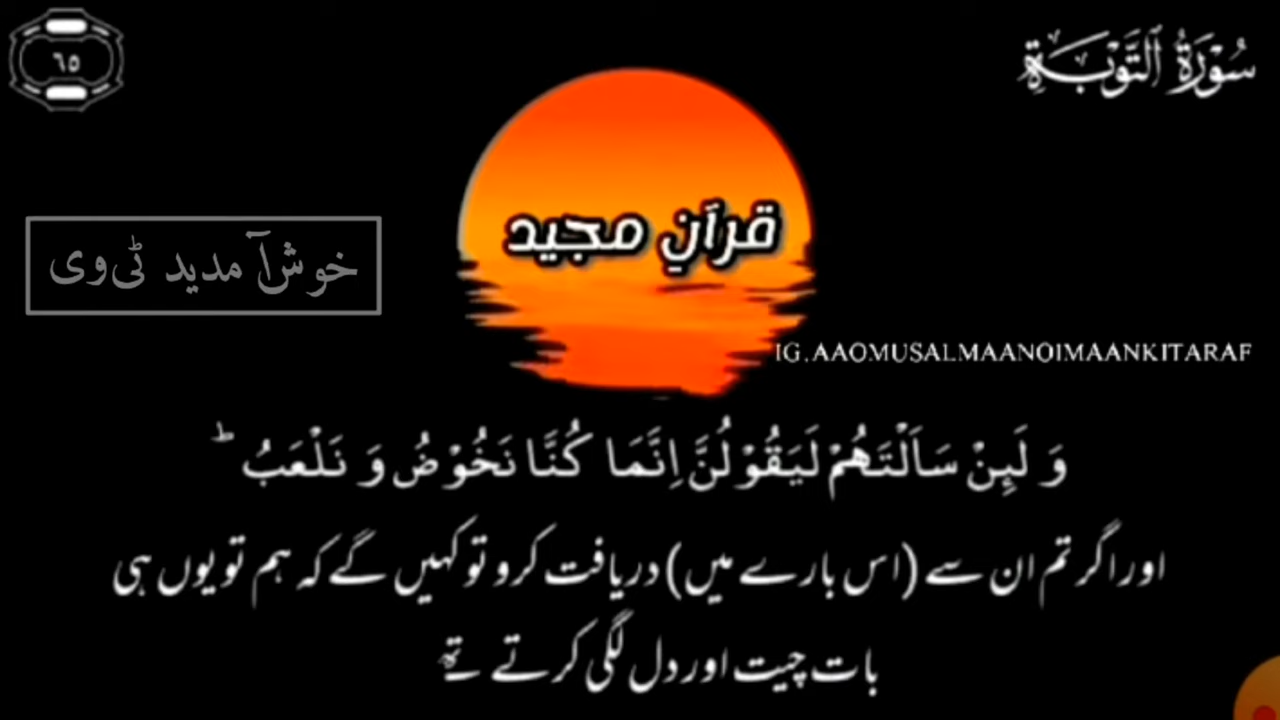 ٦٥
سُوْرَةُ ٱلتَّوْبَةِ
قرآنِ مجید
خوش آمدید ٹی وی
IG.AAOMUSALMAANOIMAANKITARAF
وَ لَىِٕنْ سَاَلْتَهُمْ لَیَقُوْلُنَّ اِنَّمَا كُنَّا نَخُوْضُ وَ نَلْعَبُؕ
اور اگر تم ان سے (اس بارے میں) دریافت کرو تو کہیں گے کہ ہم تو یوں ہی
بات چیت اور دل لگی کرتے تھے